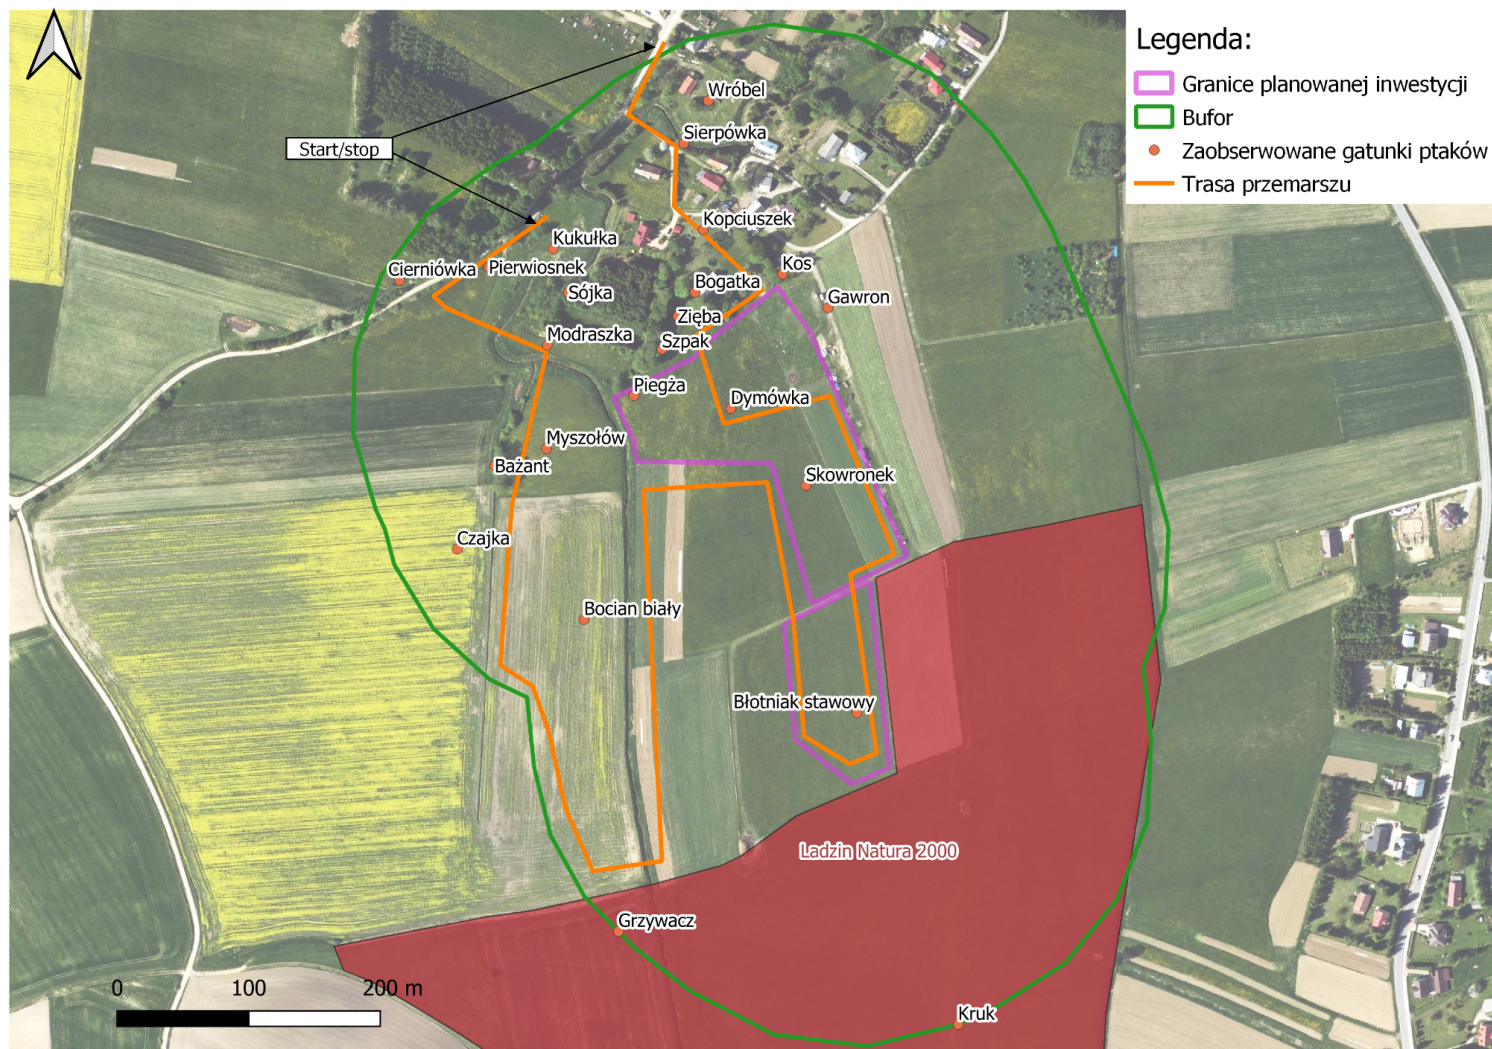 Legenda:
Granice planowanej inwestycji
Bufor
Zaobserwowane gatunki ptaków
Trasa przemarszu
Wróbel
Sierpówka
Start/stop
Kopciuszek
Kukułka
Cierniówka
Pierwiosnek
Kos
Sójka
Bogatka
Gawron
Zięba
Modraszka
Szpak
Piegża
Dymówka
Myszołów
Bażant
Skowronek
Czajka
Bocian biały
Błotniak stawowy
Ladzin Natura 2000
Grzywacz
Kruk
0 100 200 m